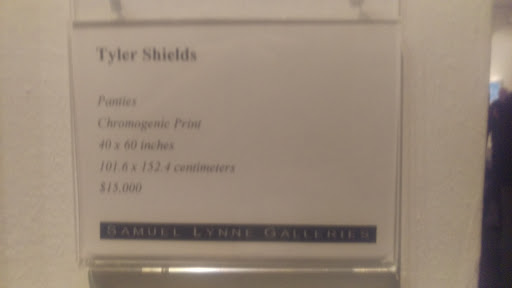 Tyler Shields
Panties
Chromogenic Print
40 x 60 inches
101.6 x 152.4 centimeters
$15,000
SAMUEL LYNNE GALLERIES